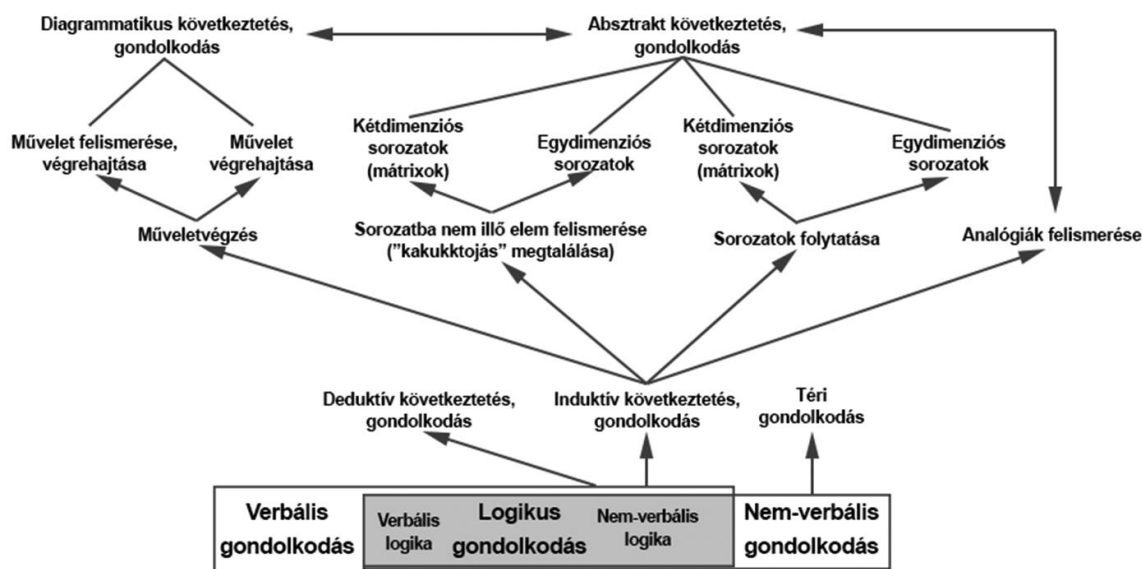 Diagrammatikus következtetés,
gondolkodás
Absztrakt következtetés,
gondolkodás
Művelet felismerése,
végrehajtása
Művelet
végrehajtása
Kétdimenziós
sorozatok
(mátrixok)
Egydimenziós
sorozatok
Kétdimenziós
sorozatok
(mátrixok)
Egydimenziós
sorozatok
Műveletvégzés
Sorozatba nem illő elem felismerése
("kakukktojás" megtalálása)
Sorozatok folytatása
Analógiák felismerése
Deduktív következtetés,
gondolkodás
Induktív következtetés,
gondolkodás
Téri
gondolkodás
Verbális
gondolkodás
Verbális
logika
Logikus
gondolkodás
Nem-verbális
logika
Nem-verbális
gondolkodás